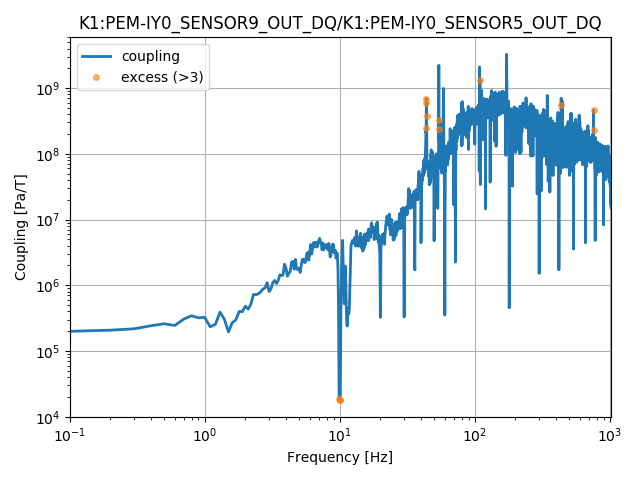 K1:PEM-IY0_SENSOR9_OUT_DQ/K1:PEM-IY0_SENSOR5_OUT_DQ
coupling
excess (>3)
Coupling [Pa/T]
10⁹
10⁸
10⁷
10⁶
10⁵
10⁴
10⁻¹ 10⁰ 10¹ 10² 10³
Frequency [Hz]